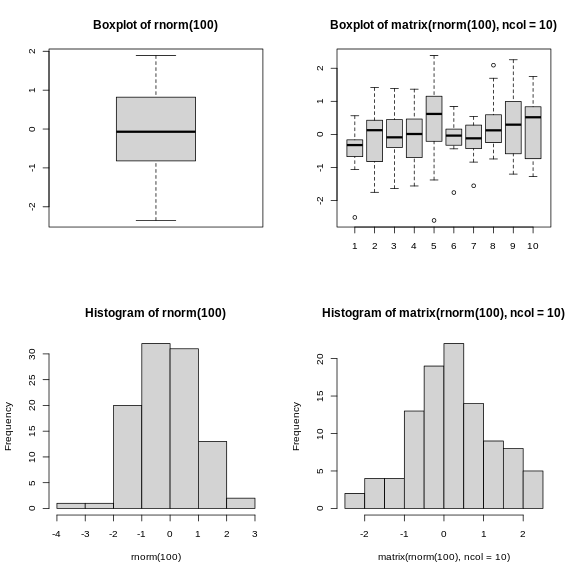 Boxplot of rnorm(100)
2
1
0
-1
-2
Boxplot of matrix(rnorm(100), ncol = 10)
2
1
0
-1
-2
1 2 3 4 5 6 7 8 9 10
Histogram of rnorm(100)
Frequency
30
25
20
15
10
5
0
-4 -3 -2 -1 0 1 2 3
rnorm(100)
Histogram of matrix(rnorm(100), ncol = 10)
Frequency
20
15
10
5
0
-2 -1 0 1 2
matrix(rnorm(100), ncol = 10)